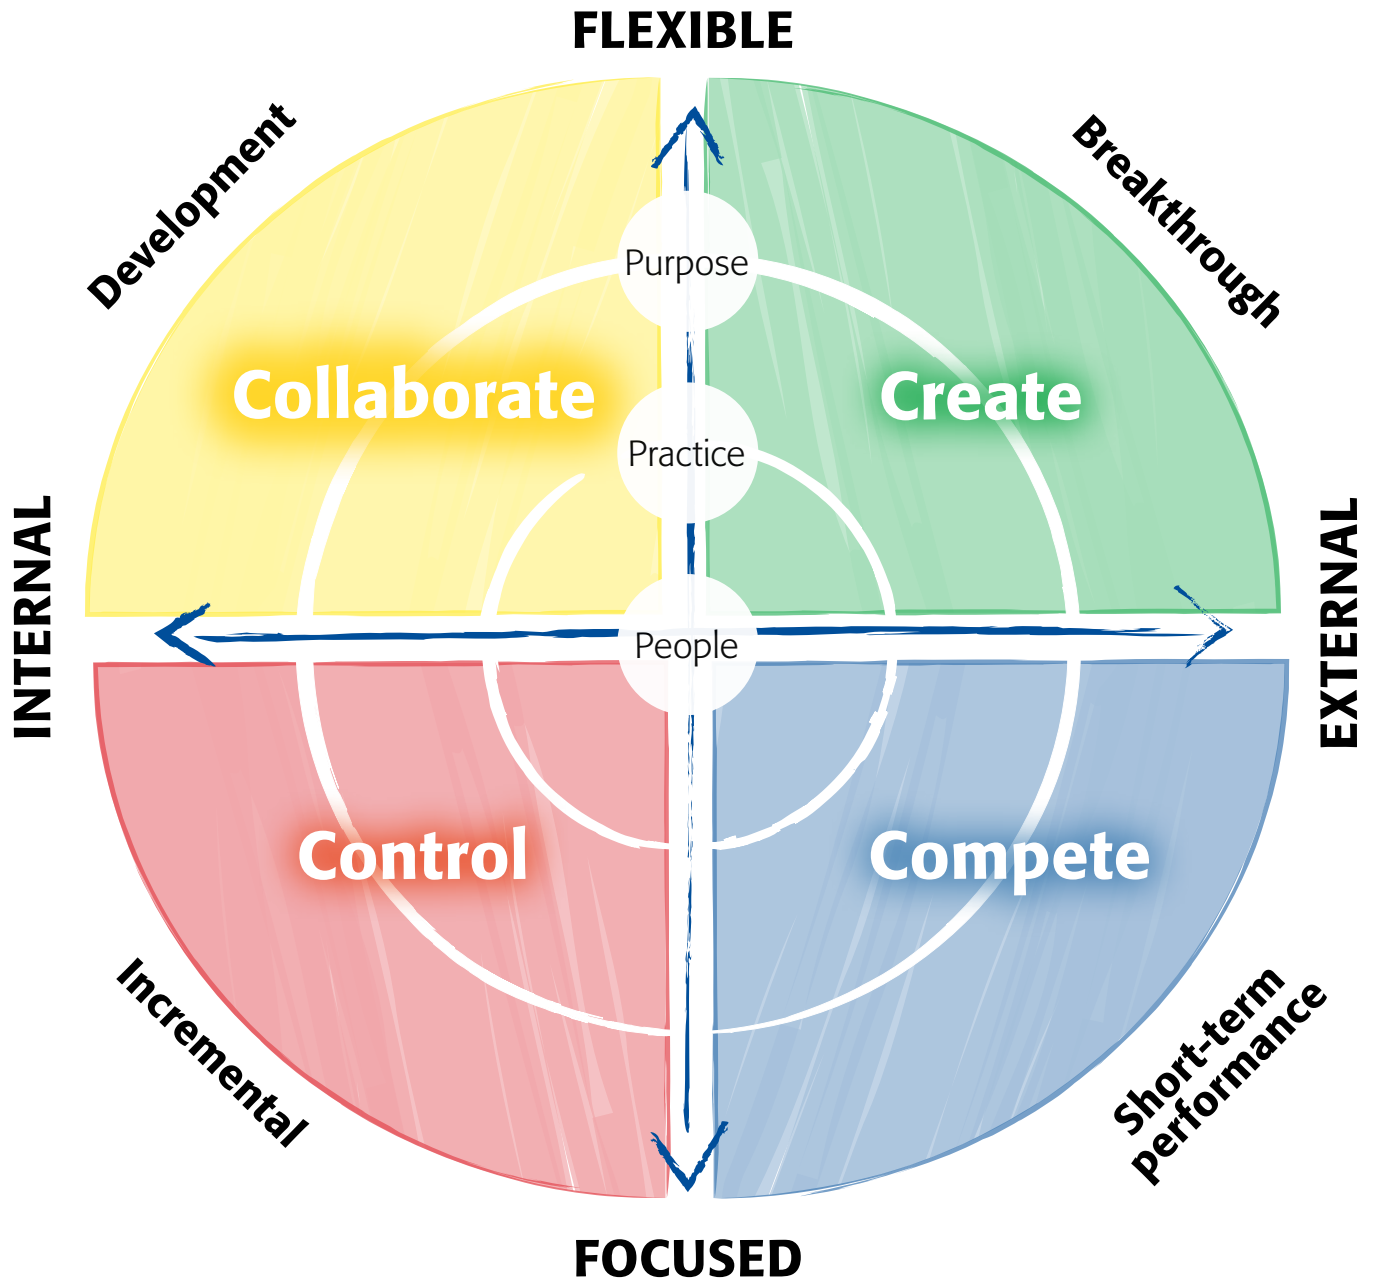 FLEXIBLE
Development
Breakthrough
Purpose
Collaborate
Create
Practice
INTERNAL
EXTERNAL
People
Control
Compete
Incremental
Short-term
performance
FOCUSED